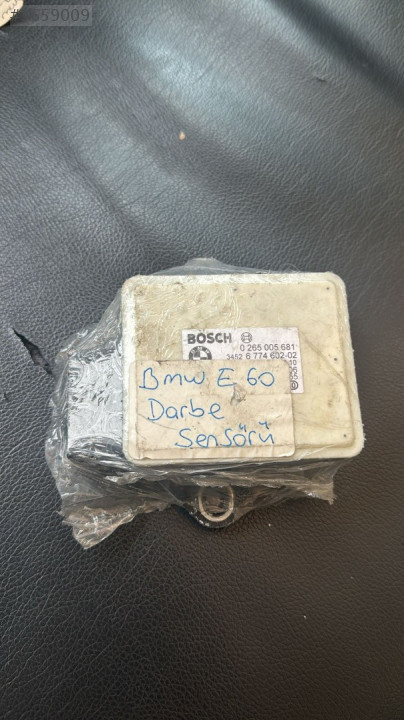 BOSCH
0 265 005 681
3452 6 774 602-02
Bmw E 60
Darbe
Sensörü